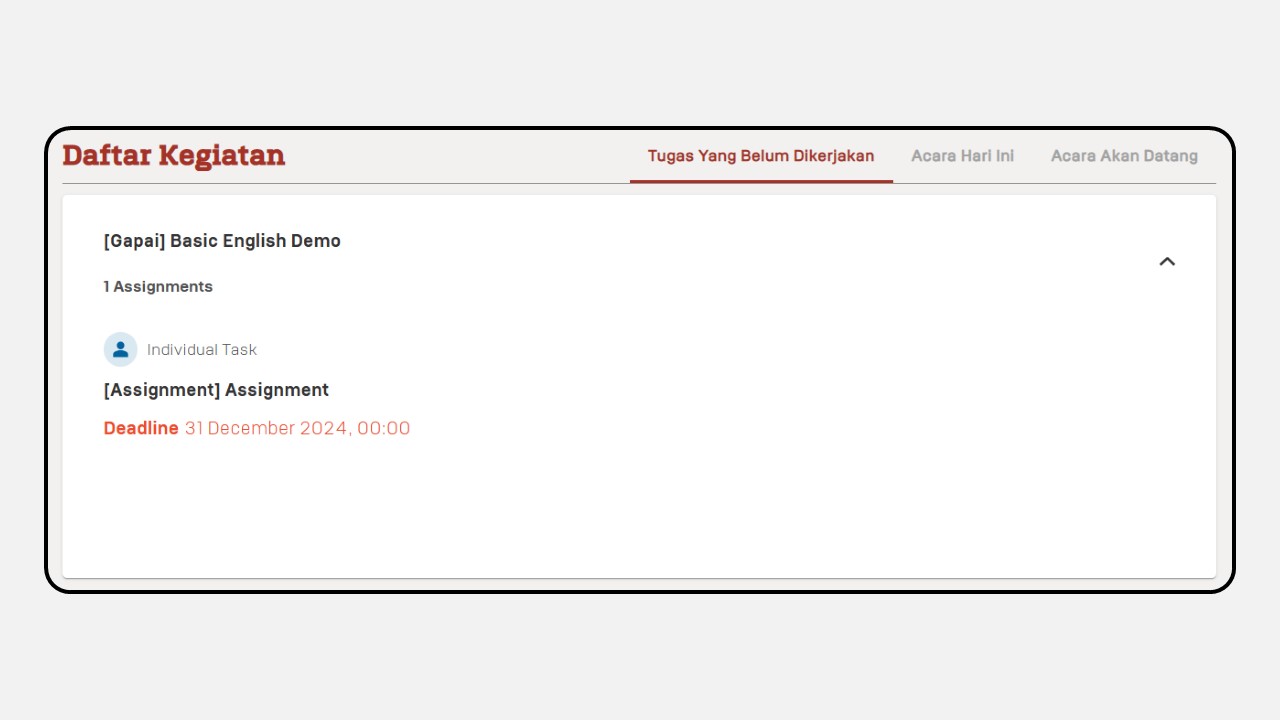 Daftar Kegiatan
Tugas Yang Belum Dikerjakan
Acara Hari Ini
Acara Akan Datang
[Gapai] Basic English Demo
1 Assignments
Individual Task
[Assignment] Assignment
Deadline 31 December 2024, 00:00